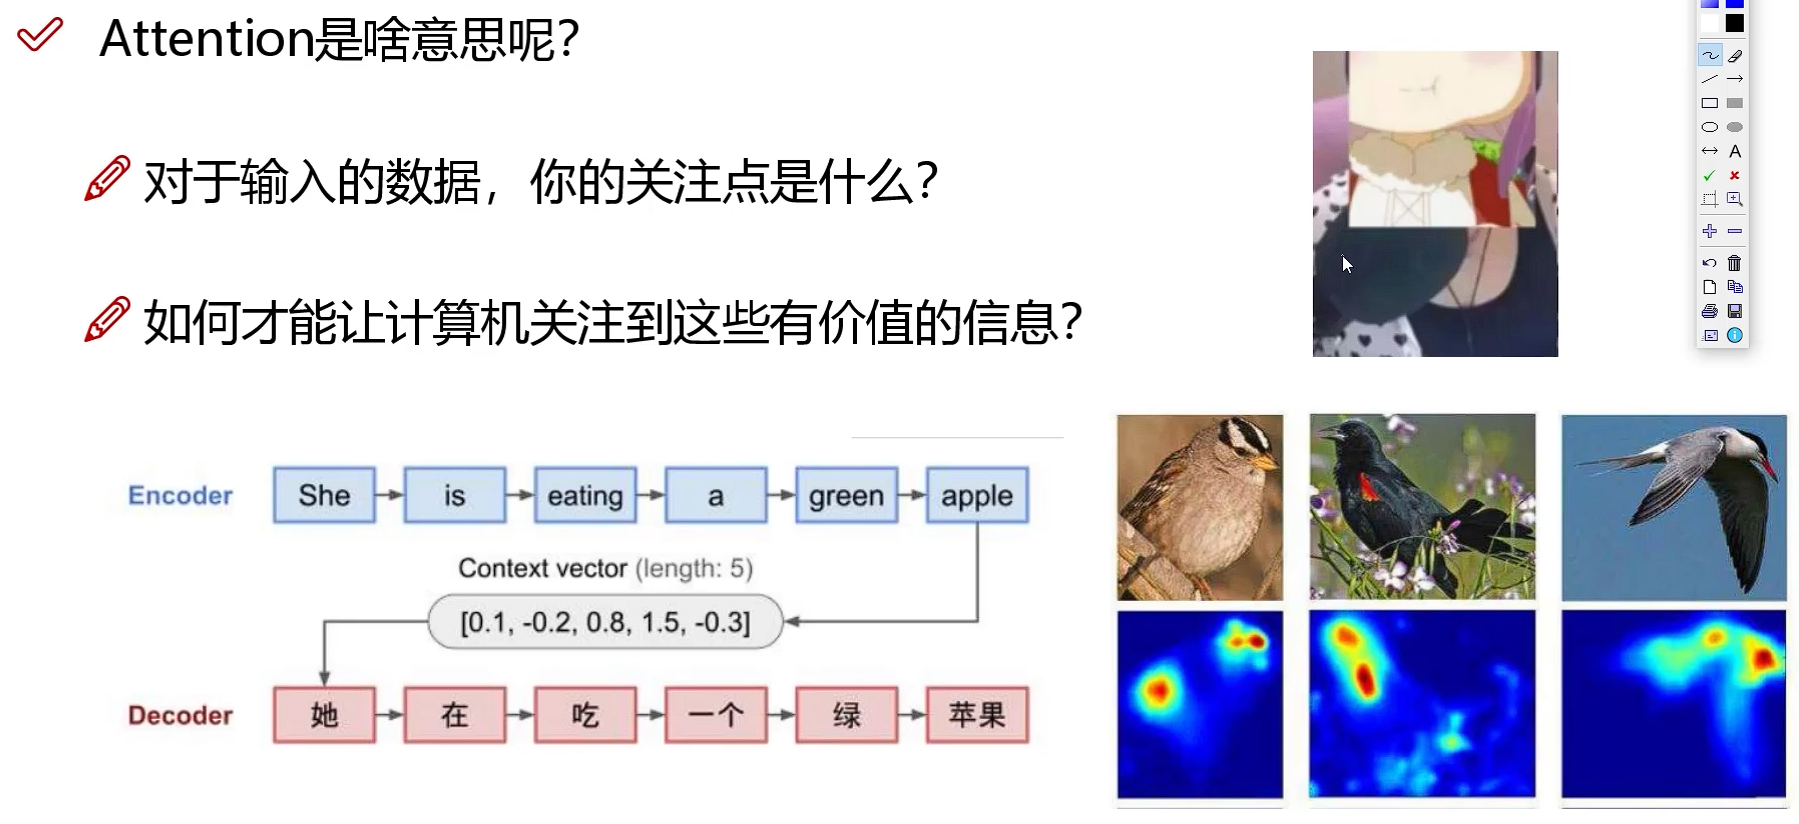 Attention是啥意思呢？
对于输入的数据，你的关注点是什么？
如何才能让计算机关注到这些有价值的信息？
Encoder She is eating a green apple
Context vector (length: 5)
[0.1, -0.2, 0.8, 1.5, -0.3]
Decoder 她 在 吃 一个 绿 苹果
A